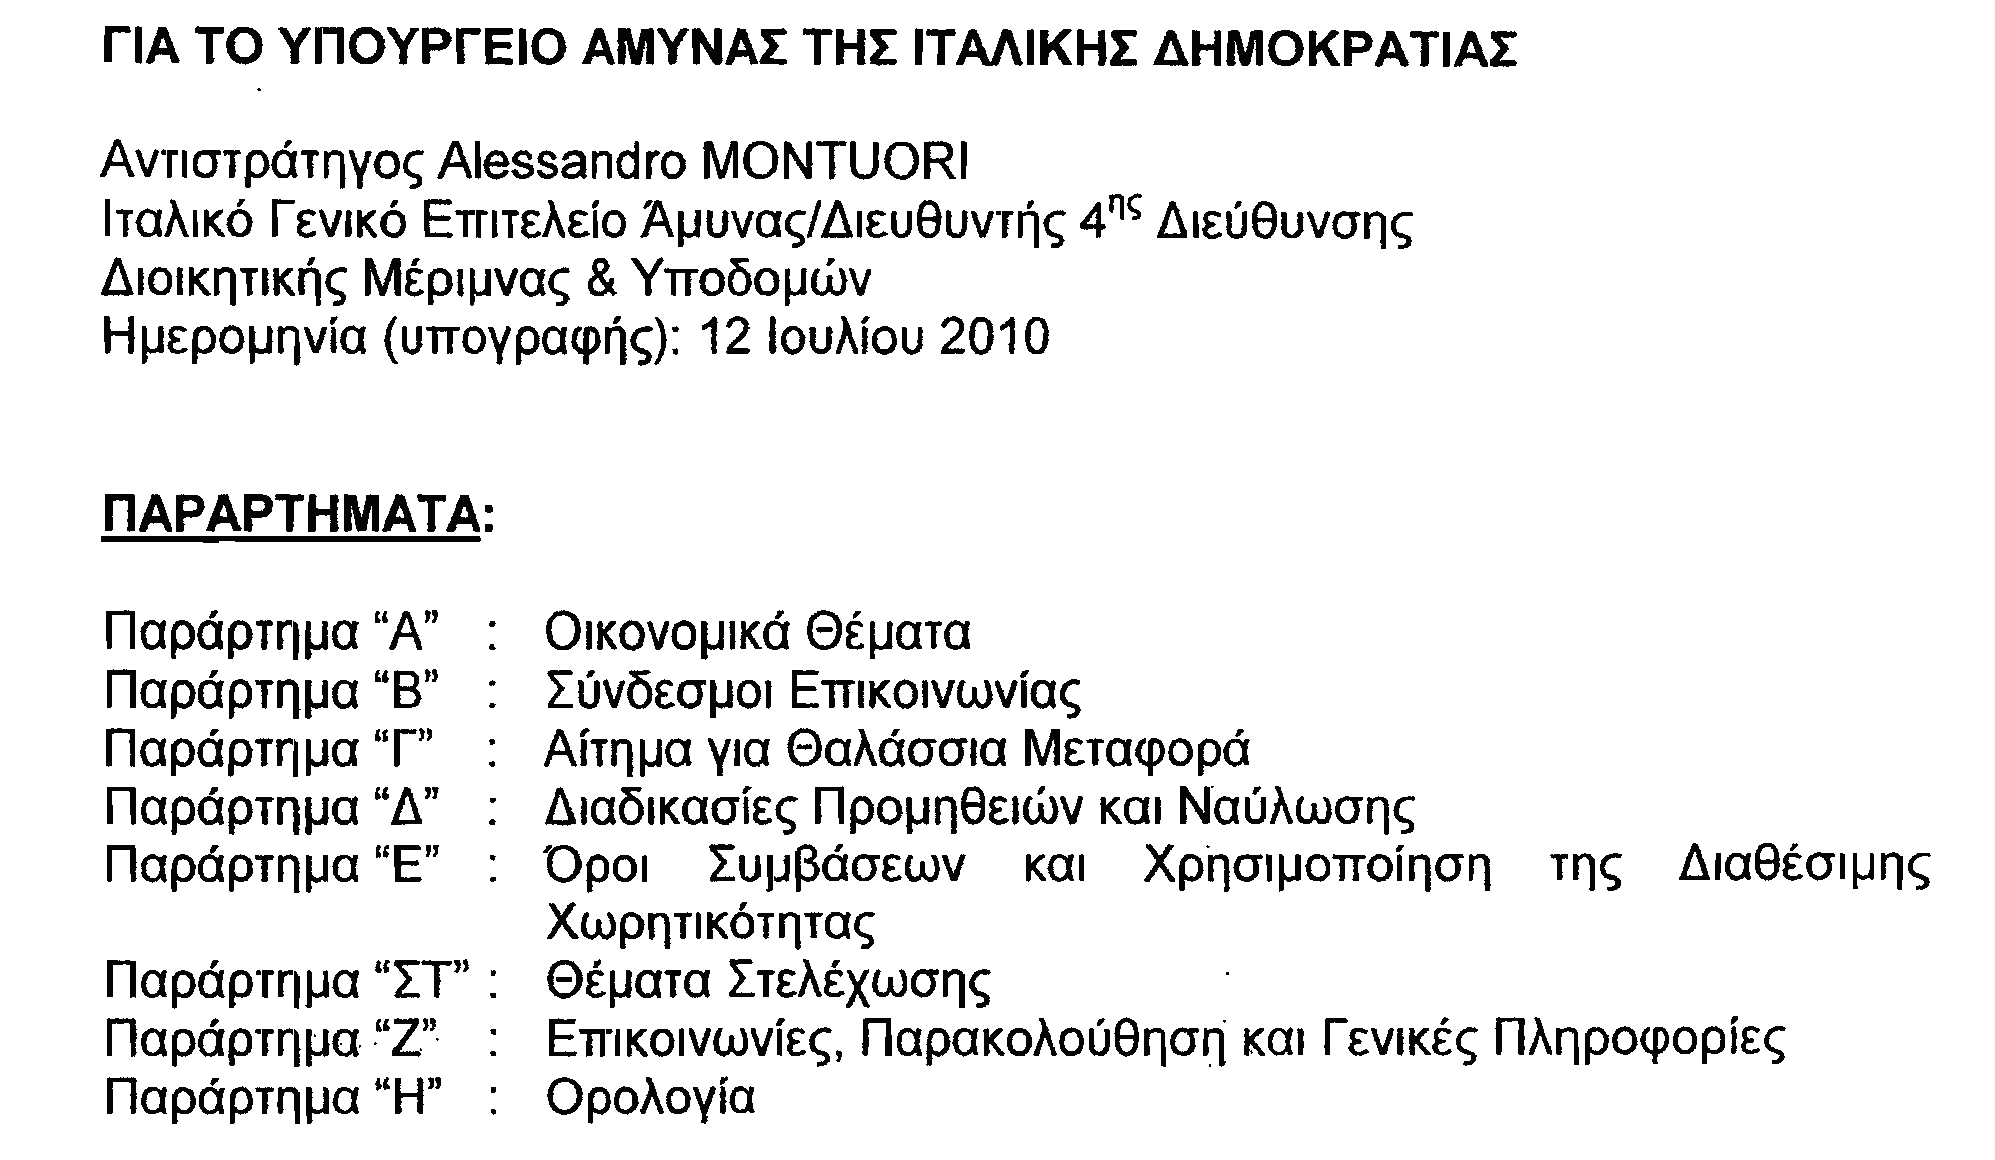 ΓΙΑ ΤΟ ΥΠΟΥΡΓΕΙΟ ΑΜΥΝΑΣ ΤΗΣ ΙΤΑΛΙΚΗΣ ΔΗΜΟΚΡΑΤΙΑΣ
Αντιστράτηγος Alessandro MONTUORI
Ιταλικό Γενικό Επιτελείο Άμυνας/Διευθυντής 4ης Διεύθυνσης
Διοικητικής Μέριμνας & Υποδομών
Ημερομηνία (υπογραφής): 12 Ιουλίου 2010
ΠΑΡΑΡΤΗΜΑΤΑ:
Παράρτημα “Α” : Οικονομικά Θέματα
Παράρτημα “Β” : Σύνδεσμοι Επικοινωνίας
Παράρτημα “Γ” : Αίτημα για Θαλάσσια Μεταφορά
Παράρτημα “Δ” : Διαδικασίες Προμηθειών και Ναύλωσης
Παράρτημα “Ε” : Όροι Συμβάσεων και Χρησιμοποίηση της Διαθέσιμης
Χωρητικότητας
Παράρτημα “ΣΤ” : Θέματα Στελέχωσης
Παράρτημα “Ζ” : Επικοινωνίες, Παρακολούθηση και Γενικές Πληροφορίες
Παράρτημα “Η” : Ορολογία